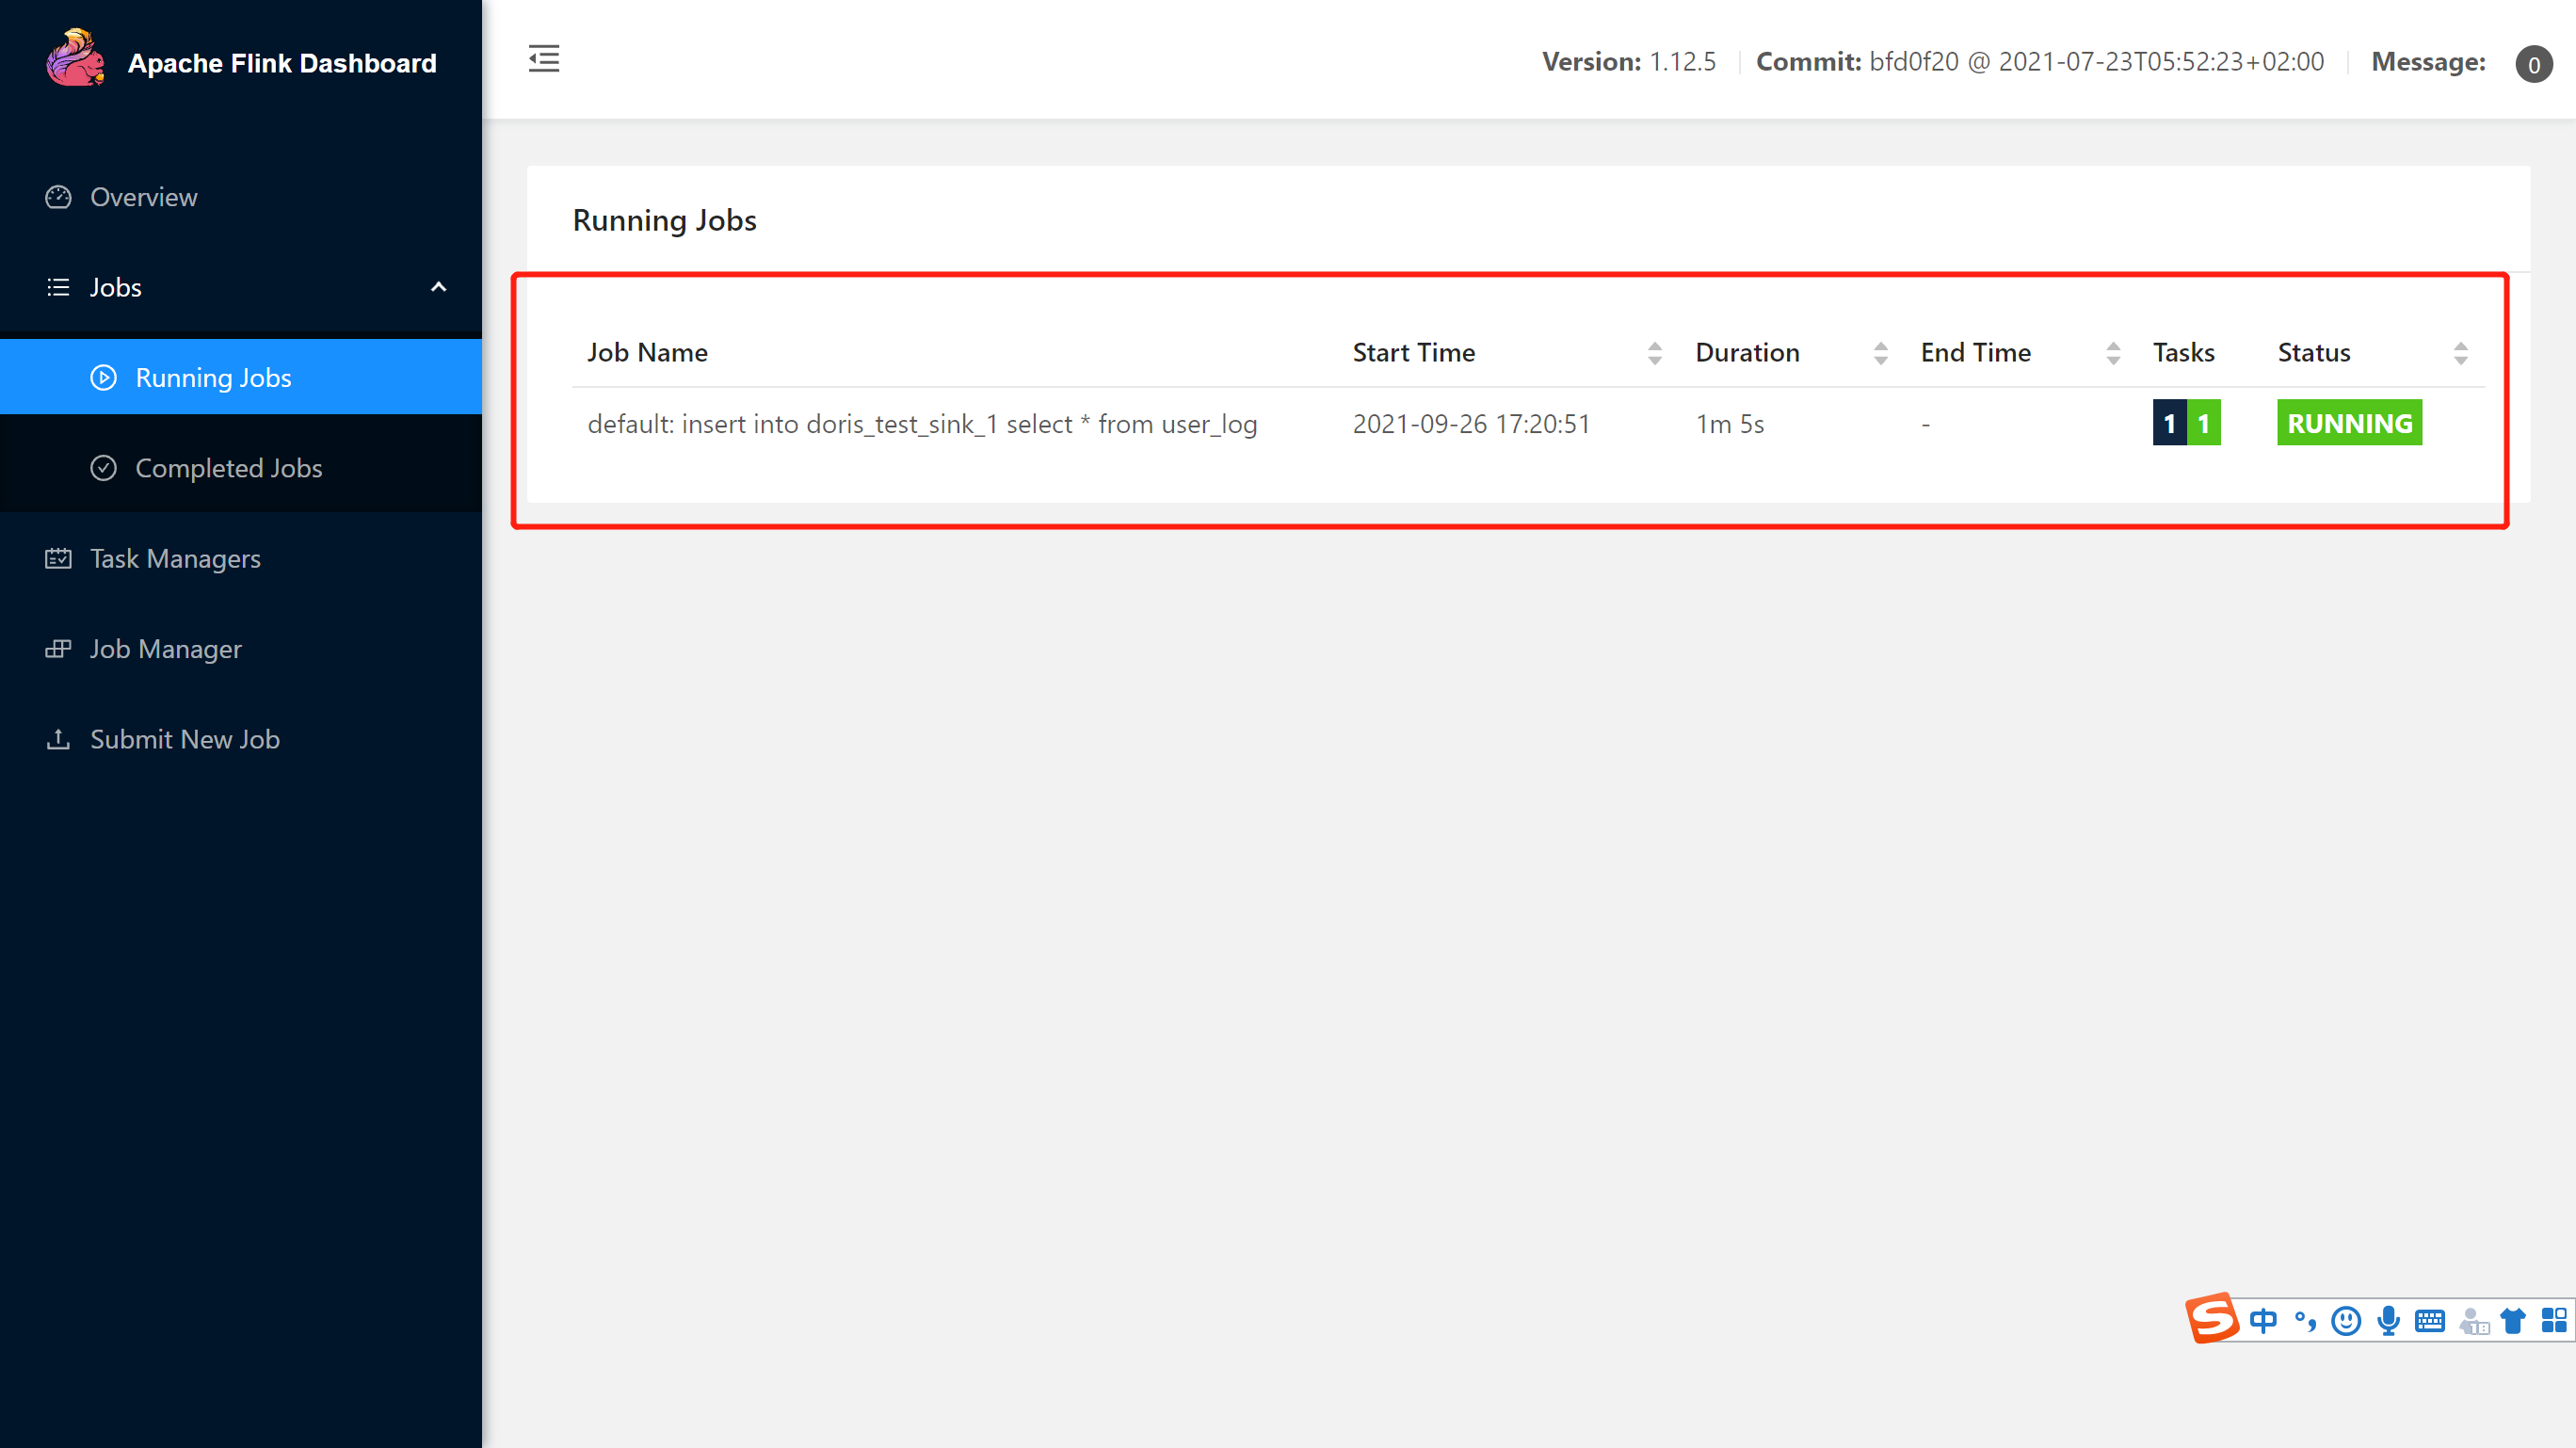 Apache Flink Dashboard
Version: 1.12.5 Commit: bfd0f20 @ 2021-07-23T05:52:23+02:00 Message: 0
Overview
Jobs
Running Jobs
Completed Jobs
Task Managers
Job Manager
Submit New Job
Running Jobs
Job Name Start Time Duration End Time Tasks Status
default: insert into doris_test_sink_1 select * from user_log 2021-09-26 17:20:51 1m 5s - 1 1 RUNNING
S 中 °,